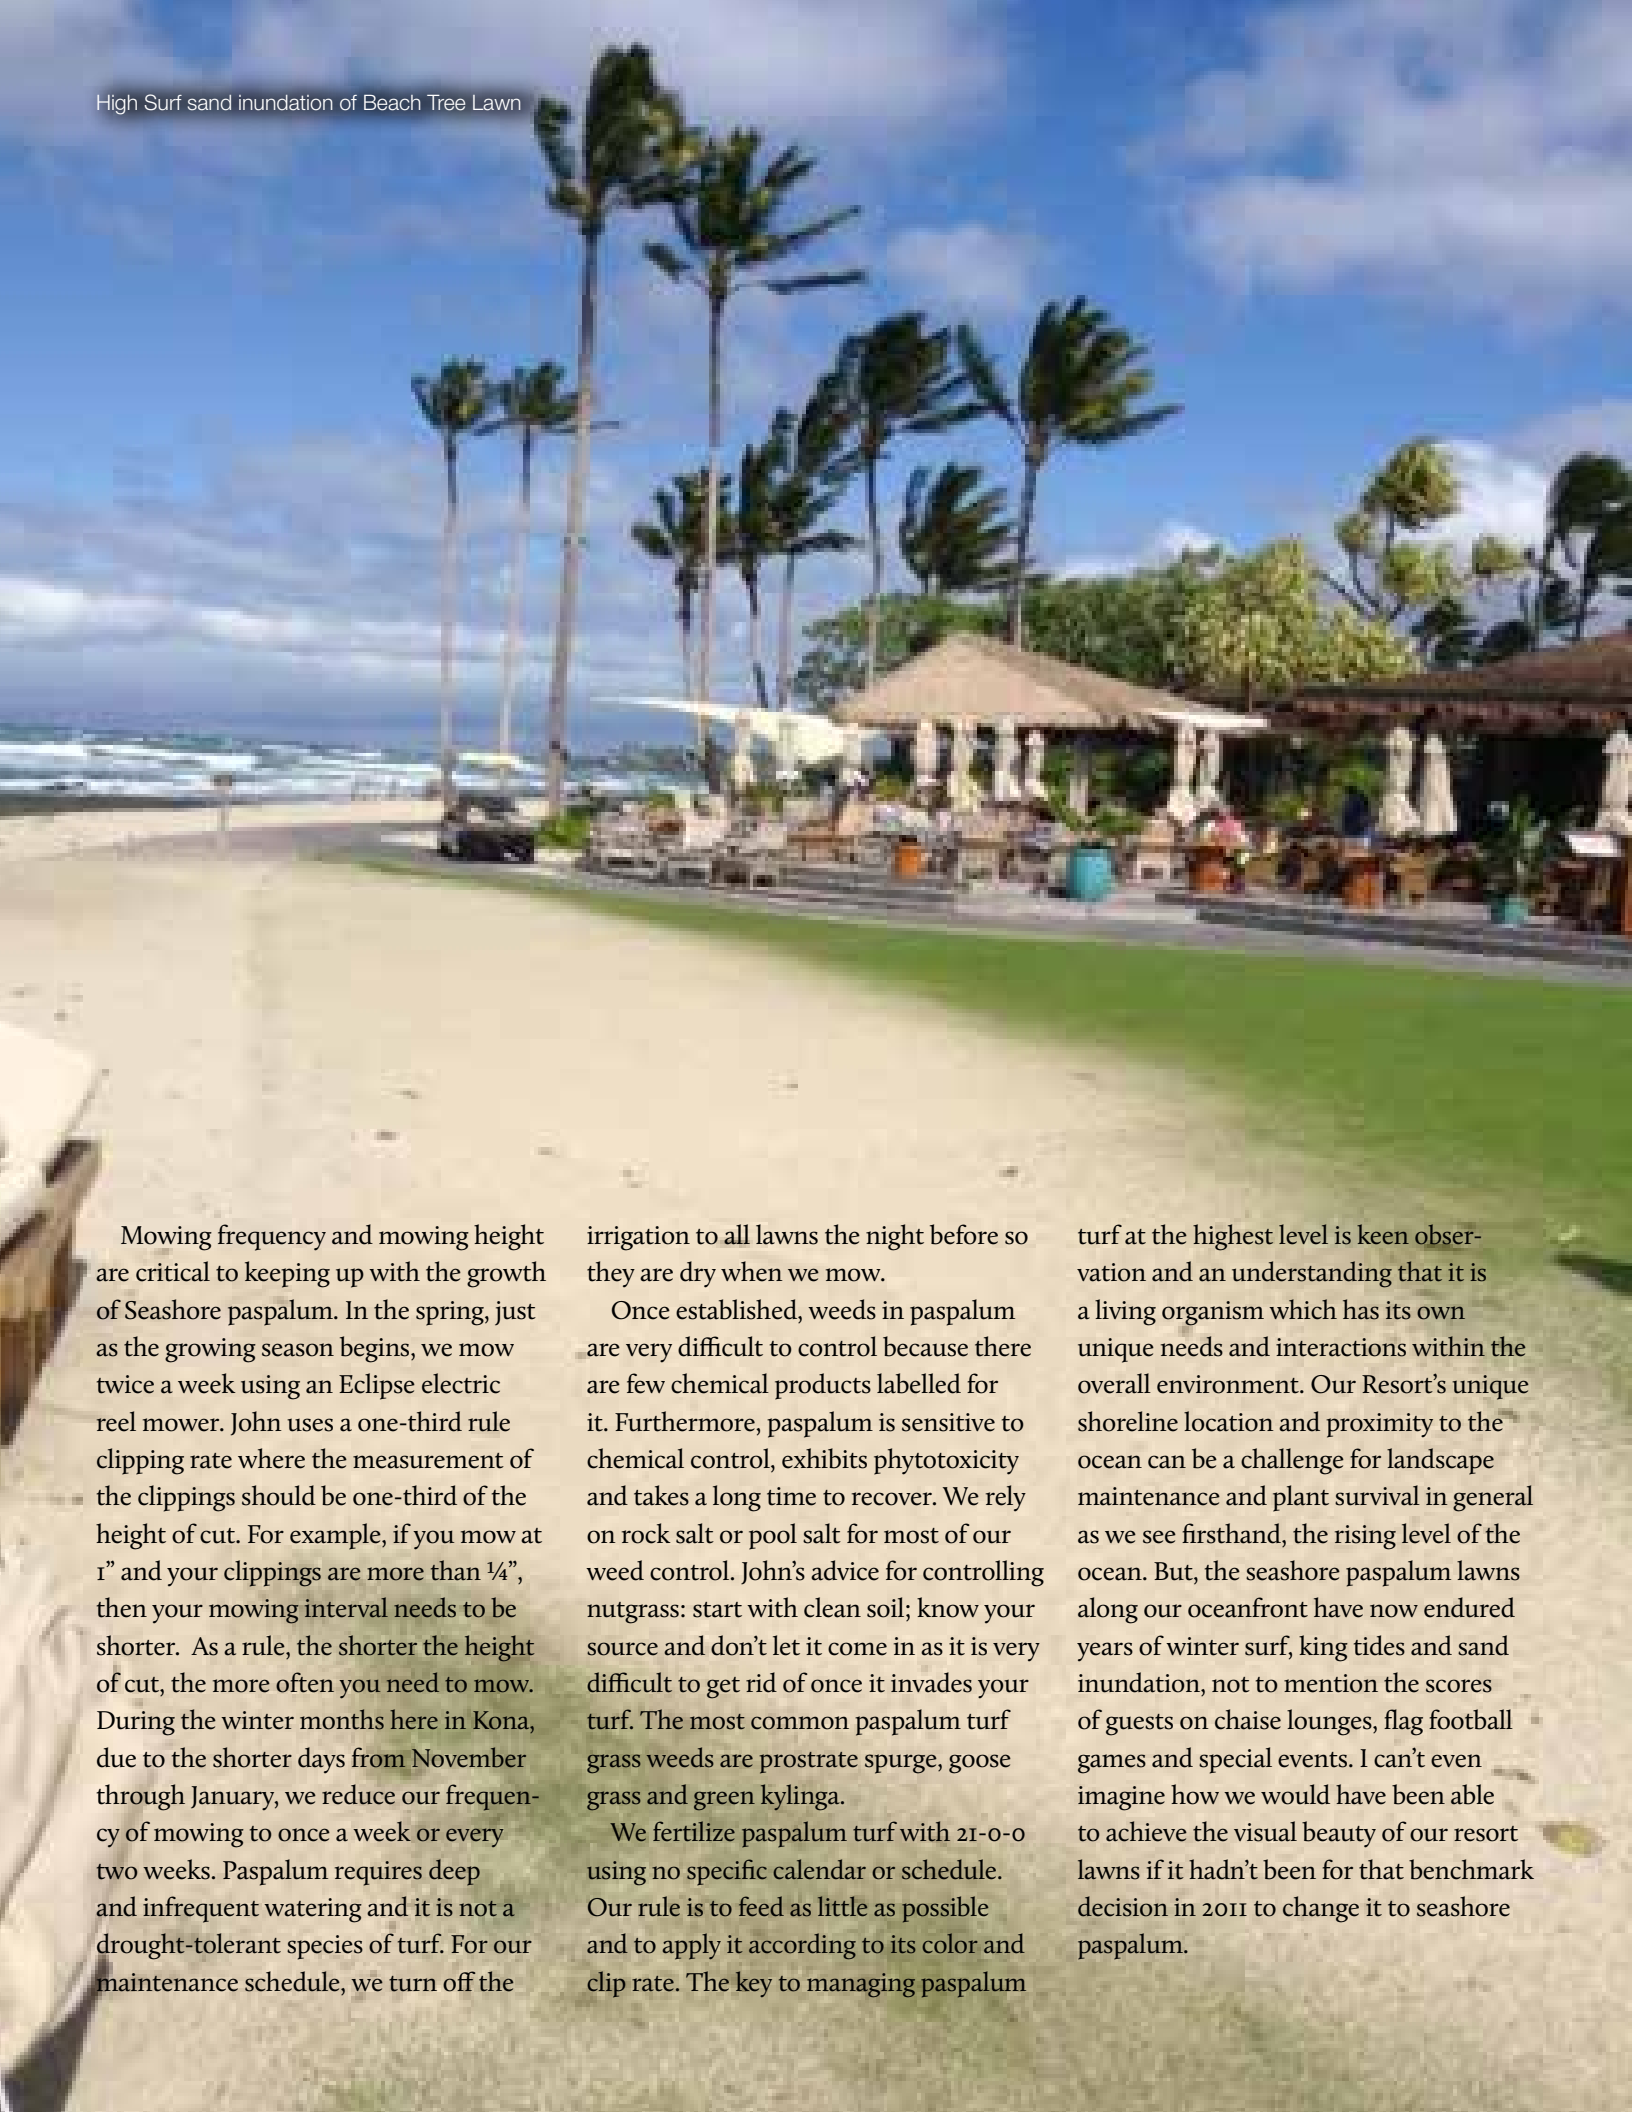 High Surf sand inundation of Beach Tree Lawn
Mowing frequency and mowing height
are critical to keeping up with the growth
of Seashore paspalum. In the spring, just
as the growing season begins, we mow
twice a week using an Eclipse electric
reel mower. John uses a one-third rule
clipping rate where the measurement of
the clippings should be one-third of the
height of cut. For example, if you mow at
1” and your clippings are more than ¼”,
then your mowing interval needs to be
shorter.  As a rule, the shorter the height
of cut, the more often you need to mow.
During the winter months here in Kona,
due to the shorter days from November
through January, we reduce our frequen-
cy of mowing to once a week or every
two weeks. Paspalum requires deep
and infrequent watering and it is not a
drought-tolerant species of turf. For our
maintenance schedule, we turn off the
irrigation to all lawns the night before so
they are dry when we mow.
Once established, weeds in paspalum
are very difficult to control because there
are few chemical products labelled for
it. Furthermore, paspalum is sensitive to
chemical control, exhibits phytotoxicity
and takes a long time to recover. We rely
on rock salt or pool salt for most of our
weed control. John’s advice for controlling
nutgrass: start with clean soil; know your
source and don’t let it come in as it is very
difficult to get rid of once it invades your
turf. The most common paspalum turf
grass weeds are prostrate spurge, goose
grass and green kylinga.
We fertilize paspalum turf with 21-0-0
using no specific calendar or schedule.
Our rule is to feed as little as possible
and to apply it according to its color and
clip rate. The key to managing paspalum
turf at the highest level is keen obser-
vation and an understanding that it is
a living organism which has its own
unique needs and interactions within the
overall environment. Our Resort’s unique
shoreline location and proximity to the
ocean can be a challenge for landscape
maintenance and plant survival in general
as we see firsthand, the rising level of the
ocean. But, the seashore paspalum lawns
along our oceanfront have now endured
years of winter surf, king tides and sand
inundation, not to mention the scores
of guests on chaise lounges, flag football
games and special events. I can’t even
imagine how we would have been able
to achieve the visual beauty of our resort
lawns if it hadn’t been for that benchmark
decision in 2011 to change it to seashore
paspalum.